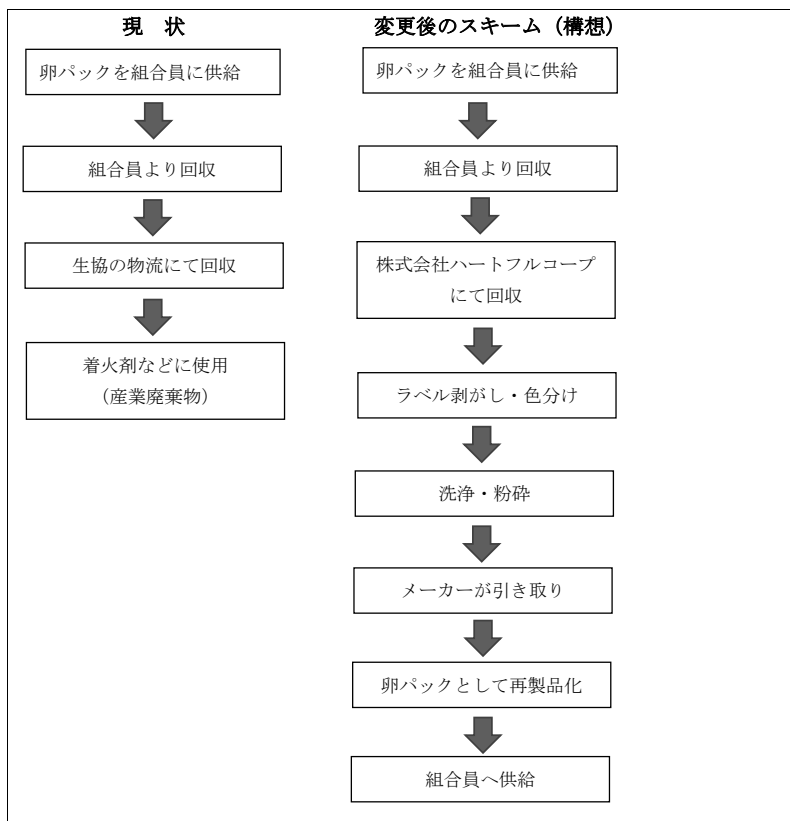 現　状
卵パックを組合員に供給
組合員より回収
生協の物流にて回収
着火剤などに使用
（産業廃棄物）
変更後のスキーム（構想）
卵パックを組合員に供給
組合員より回収
株式会社ハートフルコープ
にて回収
ラベル剥がし・色分け
洗浄・粉砕
メーカーが引き取り
卵パックとして再製品化
組合員へ供給